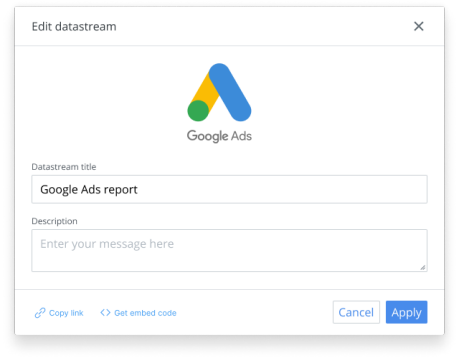 Edit datastream
Google Ads
Datastream title
Google Ads report
Description
Enter your message here
Copy link
Get embed code
Cancel
Apply